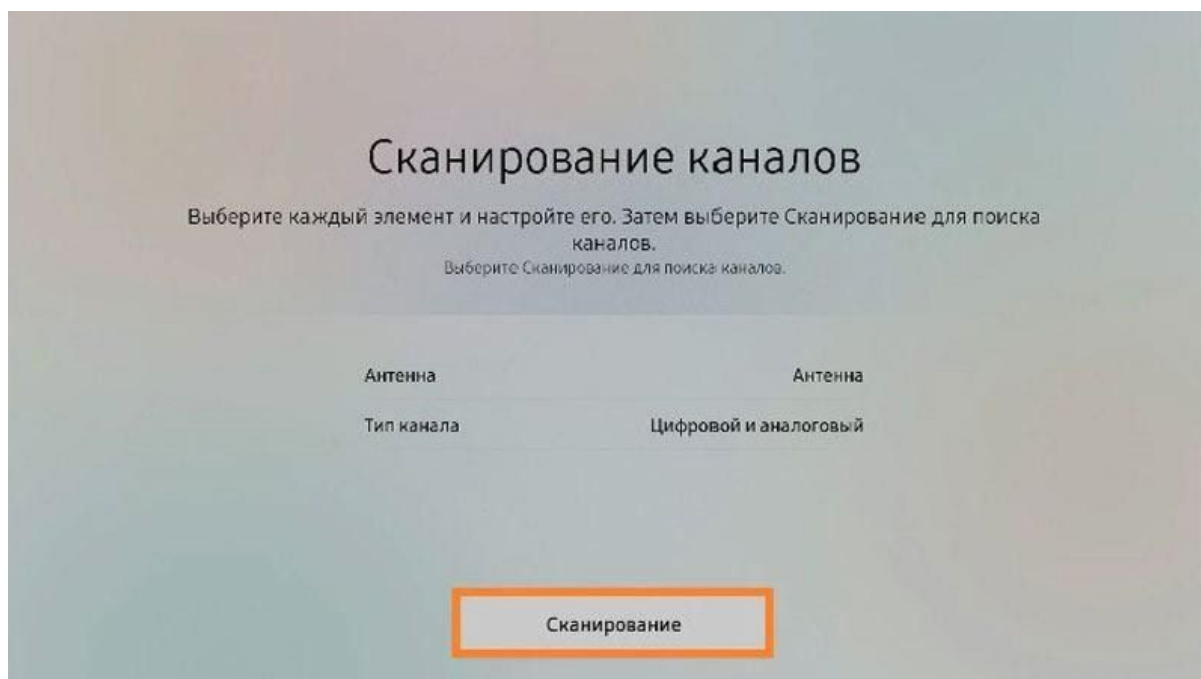 Сканирование каналов
Выберите каждый элемент и настройте его. Затем выберите Сканирование для поиска
каналов.
Выберите Сканирование для поиска каналов.
Антенна Антенна
Тип канала Цифровой и аналоговый
Сканирование